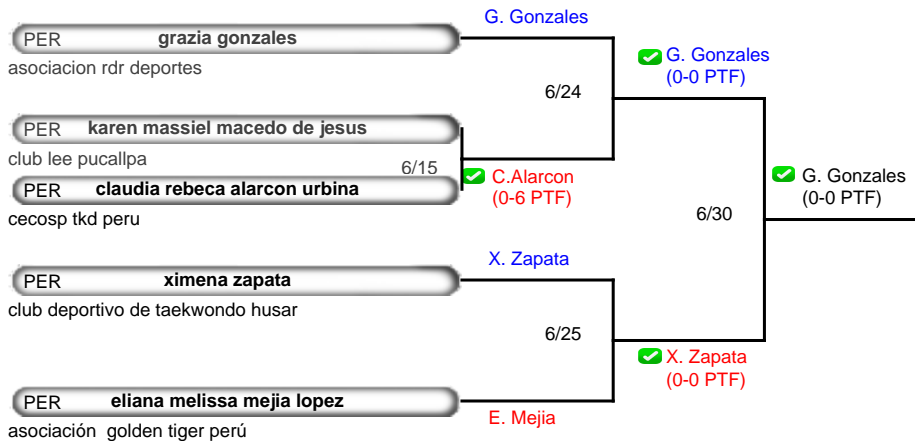 G. Gonzales
PER grazia gonzales
asociacion rdr deportes
G. Gonzales
(0-0 PTF)
6/24
PER karen massiel macedo de jesus
club lee pucallpa
6/15
C.Alarcon
(0-6 PTF)
PER claudia rebeca alarcon urbina
cecosp tkd peru
G. Gonzales
(0-0 PTF)
6/30
X. Zapata
PER ximena zapata
club deportivo de taekwondo husar
6/25
X. Zapata
(0-0 PTF)
PER eliana melissa mejia lopez
asociación  golden tiger perú
E. Mejia